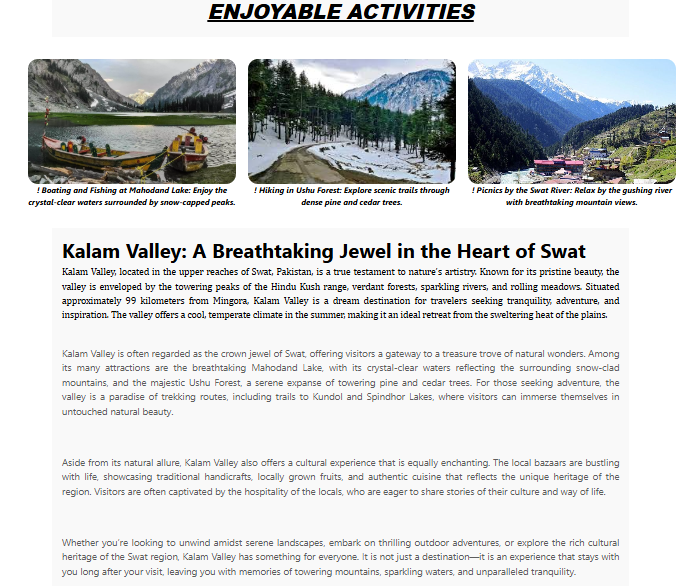 ENJOYABLE ACTIVITIES
! Boating and Fishing at Mahodand Lake: Enjoy the
crystal-clear waters surrounded by snow-capped peaks.
! Hiking in Ushu Forest: Explore scenic trails through
dense pine and cedar trees.
! Picnics by the Swat River: Relax by the gushing river
with breathtaking mountain views.
Kalam Valley: A Breathtaking Jewel in the Heart of Swat
Kalam Valley, located in the upper reaches of Swat, Pakistan, is a true testament to nature's artistry. Known for its pristine beauty, the
valley is enveloped by the towering peaks of the Hindu Kush range, verdant forests, sparkling rivers, and rolling meadows. Situated
approximately 99 kilometers from Mingora, Kalam Valley is a dream destination for travelers seeking tranquility, adventure, and
inspiration. The valley offers a cool, temperate climate in the summer, making it an ideal retreat from the sweltering heat of the plains.
Kalam Valley is often regarded as the crown jewel of Swat, offering visitors a gateway to a treasure trove of natural wonders. Among
its many attractions are the breathtaking Mahodand Lake, with its crystal-clear waters reflecting the surrounding snow-clad
mountains, and the majestic Ushu Forest, a serene expanse of towering pine and cedar trees. For those seeking adventure, the
valley is a paradise of trekking routes, including trails to Kundol and Spindhor Lakes, where visitors can immerse themselves in
untouched natural beauty.
Aside from its natural allure, Kalam Valley also offers a cultural experience that is equally enchanting. The local bazaars are bustling
with life, showcasing traditional handicrafts, locally grown fruits, and authentic cuisine that reflects the unique heritage of the
region. Visitors are often captivated by the hospitality of the locals, who are eager to share stories of their culture and way of life.
Whether you're looking to unwind amidst serene landscapes, embark on thrilling outdoor adventures, or explore the rich cultural
heritage of the Swat region, Kalam Valley has something for everyone. It is not just a destination—it is an experience that stays with
you long after your visit, leaving you with memories of towering mountains, sparkling waters, and unparalleled tranquility.